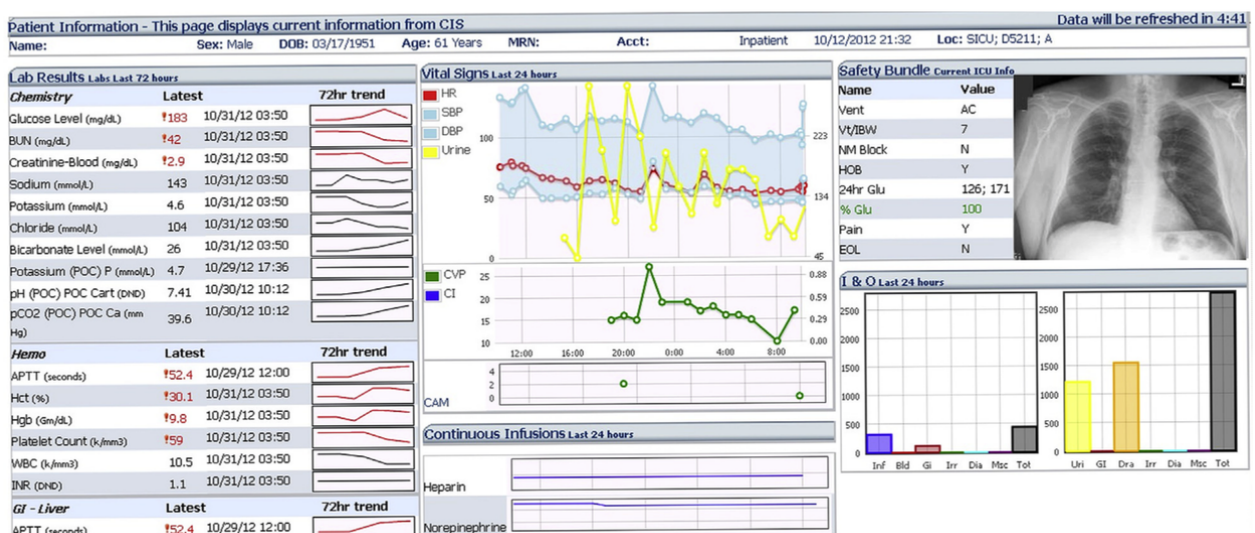 Patient Information - This page displays current information from CIS
Data will be refreshed in 4:41
Name: Sex: Male DOB: 03/17/1951 Age: 61 Years MRN: Acct: Inpatient 10/12/2012 21:32 Loc: SICU; D5211; A
Lab Results Labs Last 72 hours
Chemistry Latest 72hr trend
Glucose Level (mg/dL) !183 10/31/12 03:50
BUN (mg/dL) !42 10/31/12 03:50
Creatinine-Blood (mg/dL) !2.9 10/31/12 03:50
Sodium (mmol/L) 143 10/31/12 03:50
Potassium (mmol/L) 4.6 10/31/12 03:50
Chloride (mmol/L) 104 10/31/12 03:50
Bicarbonate Level (mmol/L) 26 10/31/12 03:50
Potassium (POC) P (mmol/L) 4.7 10/29/12 17:36
pH (POC) POC Cart (DND) 7.41 10/30/12 10:12
pCO2 (POC) POC Ca (mm
Hg) 39.6 10/30/12 10:12
Hemo Latest 72hr trend
APTT (seconds) !52.4 10/29/12 12:00
Hct (%) !30.1 10/31/12 03:50
Hgb (Gm/dL) !9.8 10/31/12 03:50
Platelet Count (k/mm3) !59 10/31/12 03:50
WBC (k/mm3) 10.5 10/31/12 03:50
INR (DND) 1.1 10/31/12 03:50
GI - Liver Latest 72hr trend
APTT (seconds) !52.4 10/29/12 12:00
Vital Signs Last 24 hours
HR
SBP
DBP
Urine
100
50
0
223
134
45
CVP
CI
25
20
15
10
0.88
0.59
0.29
0.00
12:00 16:00 20:00 0:00 4:00 8:00
CAM
4
2
0
Continuous Infusions Last 24 hours
Heparin
Norepinephrine
Safety Bundle Current ICU Info
Name Value
Vent AC
Vt/IBW 7
NM Block N
HOB Y
24hr Glu 126; 171
% Glu 100
Pain Y
EOL N
I & O Last 24 hours
2500
2000
1500
1000
500
0
Inf Bld Gi Irr Dia Msc Tot
2500
2000
1500
1000
500
0
Uri GI Dra Irr Dia Msc Tot